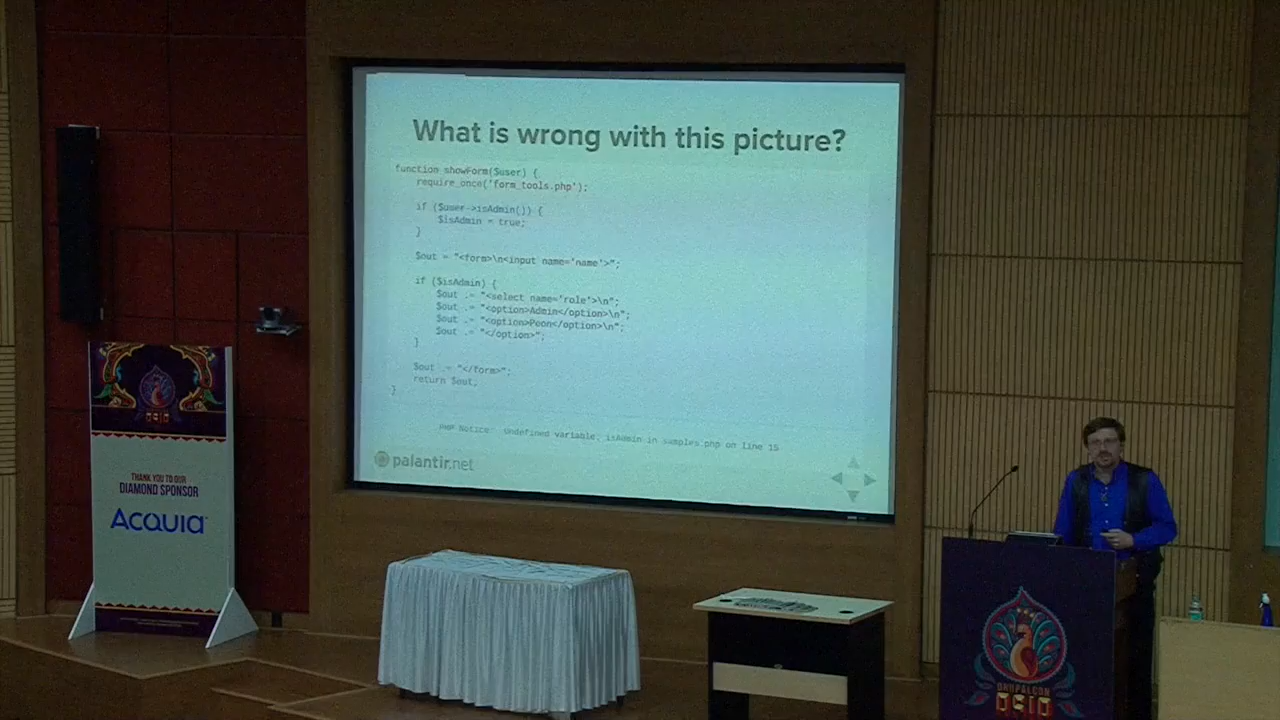 What is wrong with this picture?
function showForm($user) {
require_once('form_tools.php');
if ($user->isAdmin()) {
$isAdmin = true;
}
$out = "<form>\n<input name='name'>";
if ($isAdmin) {
$out .= "<select name='role'>\n";
$out .= "<option>Admin</option>\n";
$out .= "<option>Peon</option>\n";
$out .= "</option>";
}
$out .= "</form>";
return $out;
}
PHP Notice: Undefined variable: isAdmin in samples.php on line 15
palantir.net
THANK YOU TO OUR
DIAMOND SPONSOR
ACQUIA
DRUPALCON
ASIA